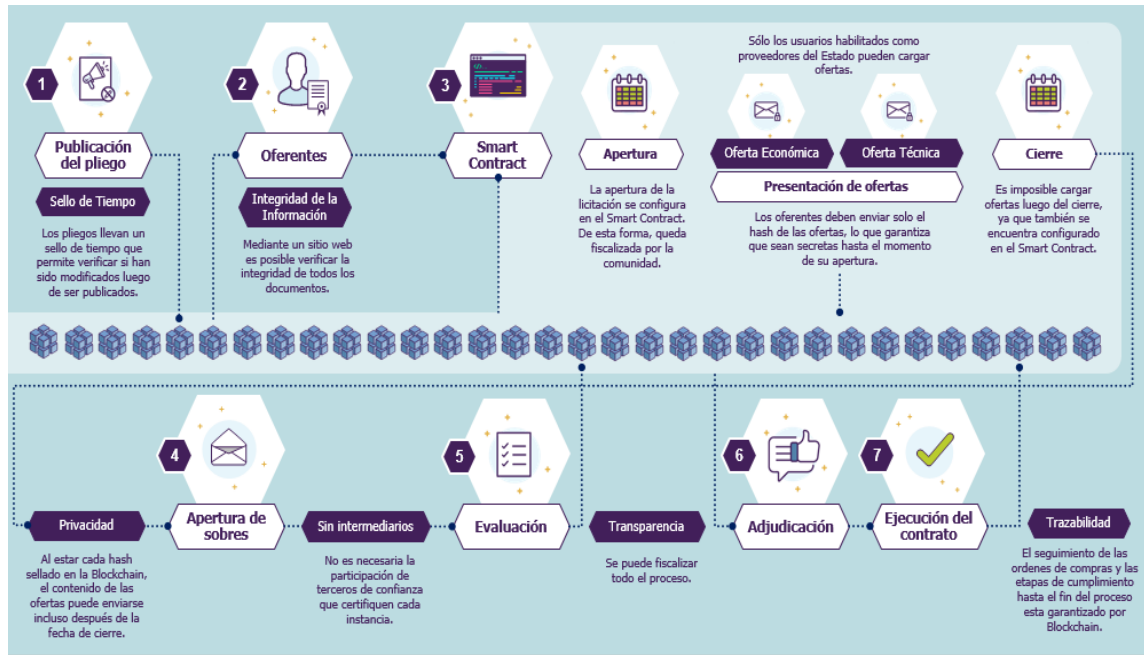 1
Publicación
del pliego
Sello de Tiempo
Los pliegos llevan un
sello de tiempo que
permite verificar si han
sido modificados luego
de ser publicados.
2
Oferentes
Integridad de la
Información
Mediante un sitio web
es posible verificar la
integridad de todos los
documentos.
3
Smart
Contract
Apertura
La apertura de la
licitación se configura
en el Smart Contract.
De esta forma, queda
fiscalizada por la
comunidad.
Sólo los usuarios habilitados como
proveedores del Estado pueden cargar
ofertas.
Oferta Económica
Oferta Técnica
Presentación de ofertas
Los oferentes deben enviar solo el
hash de las ofertas, lo que garantiza
que sean secretas hasta el momento
de su apertura.
Cierre
Es imposible cargar
ofertas luego del cierre,
ya que también se
encuentra configurado
en el Smart Contract.
Privacidad
Al estar cada hash
sellado en la Blockchain,
el contenido de las
ofertas puede enviarse
incluso después de la
fecha de cierre.
4
Apertura de
sobres
Sin intermediarios
No es necesaria la
participación de
terceros de confianza
que certifiquen cada
instancia.
5
Evaluación
Transparencia
Se puede fiscalizar
todo el proceso.
6
Adjudicación
7
Ejecución del
contrato
Trazabilidad
El seguimiento de las
ordenes de compras y las
etapas de cumplimiento
hasta el fin del proceso
esta garantizado por
Blockchain.